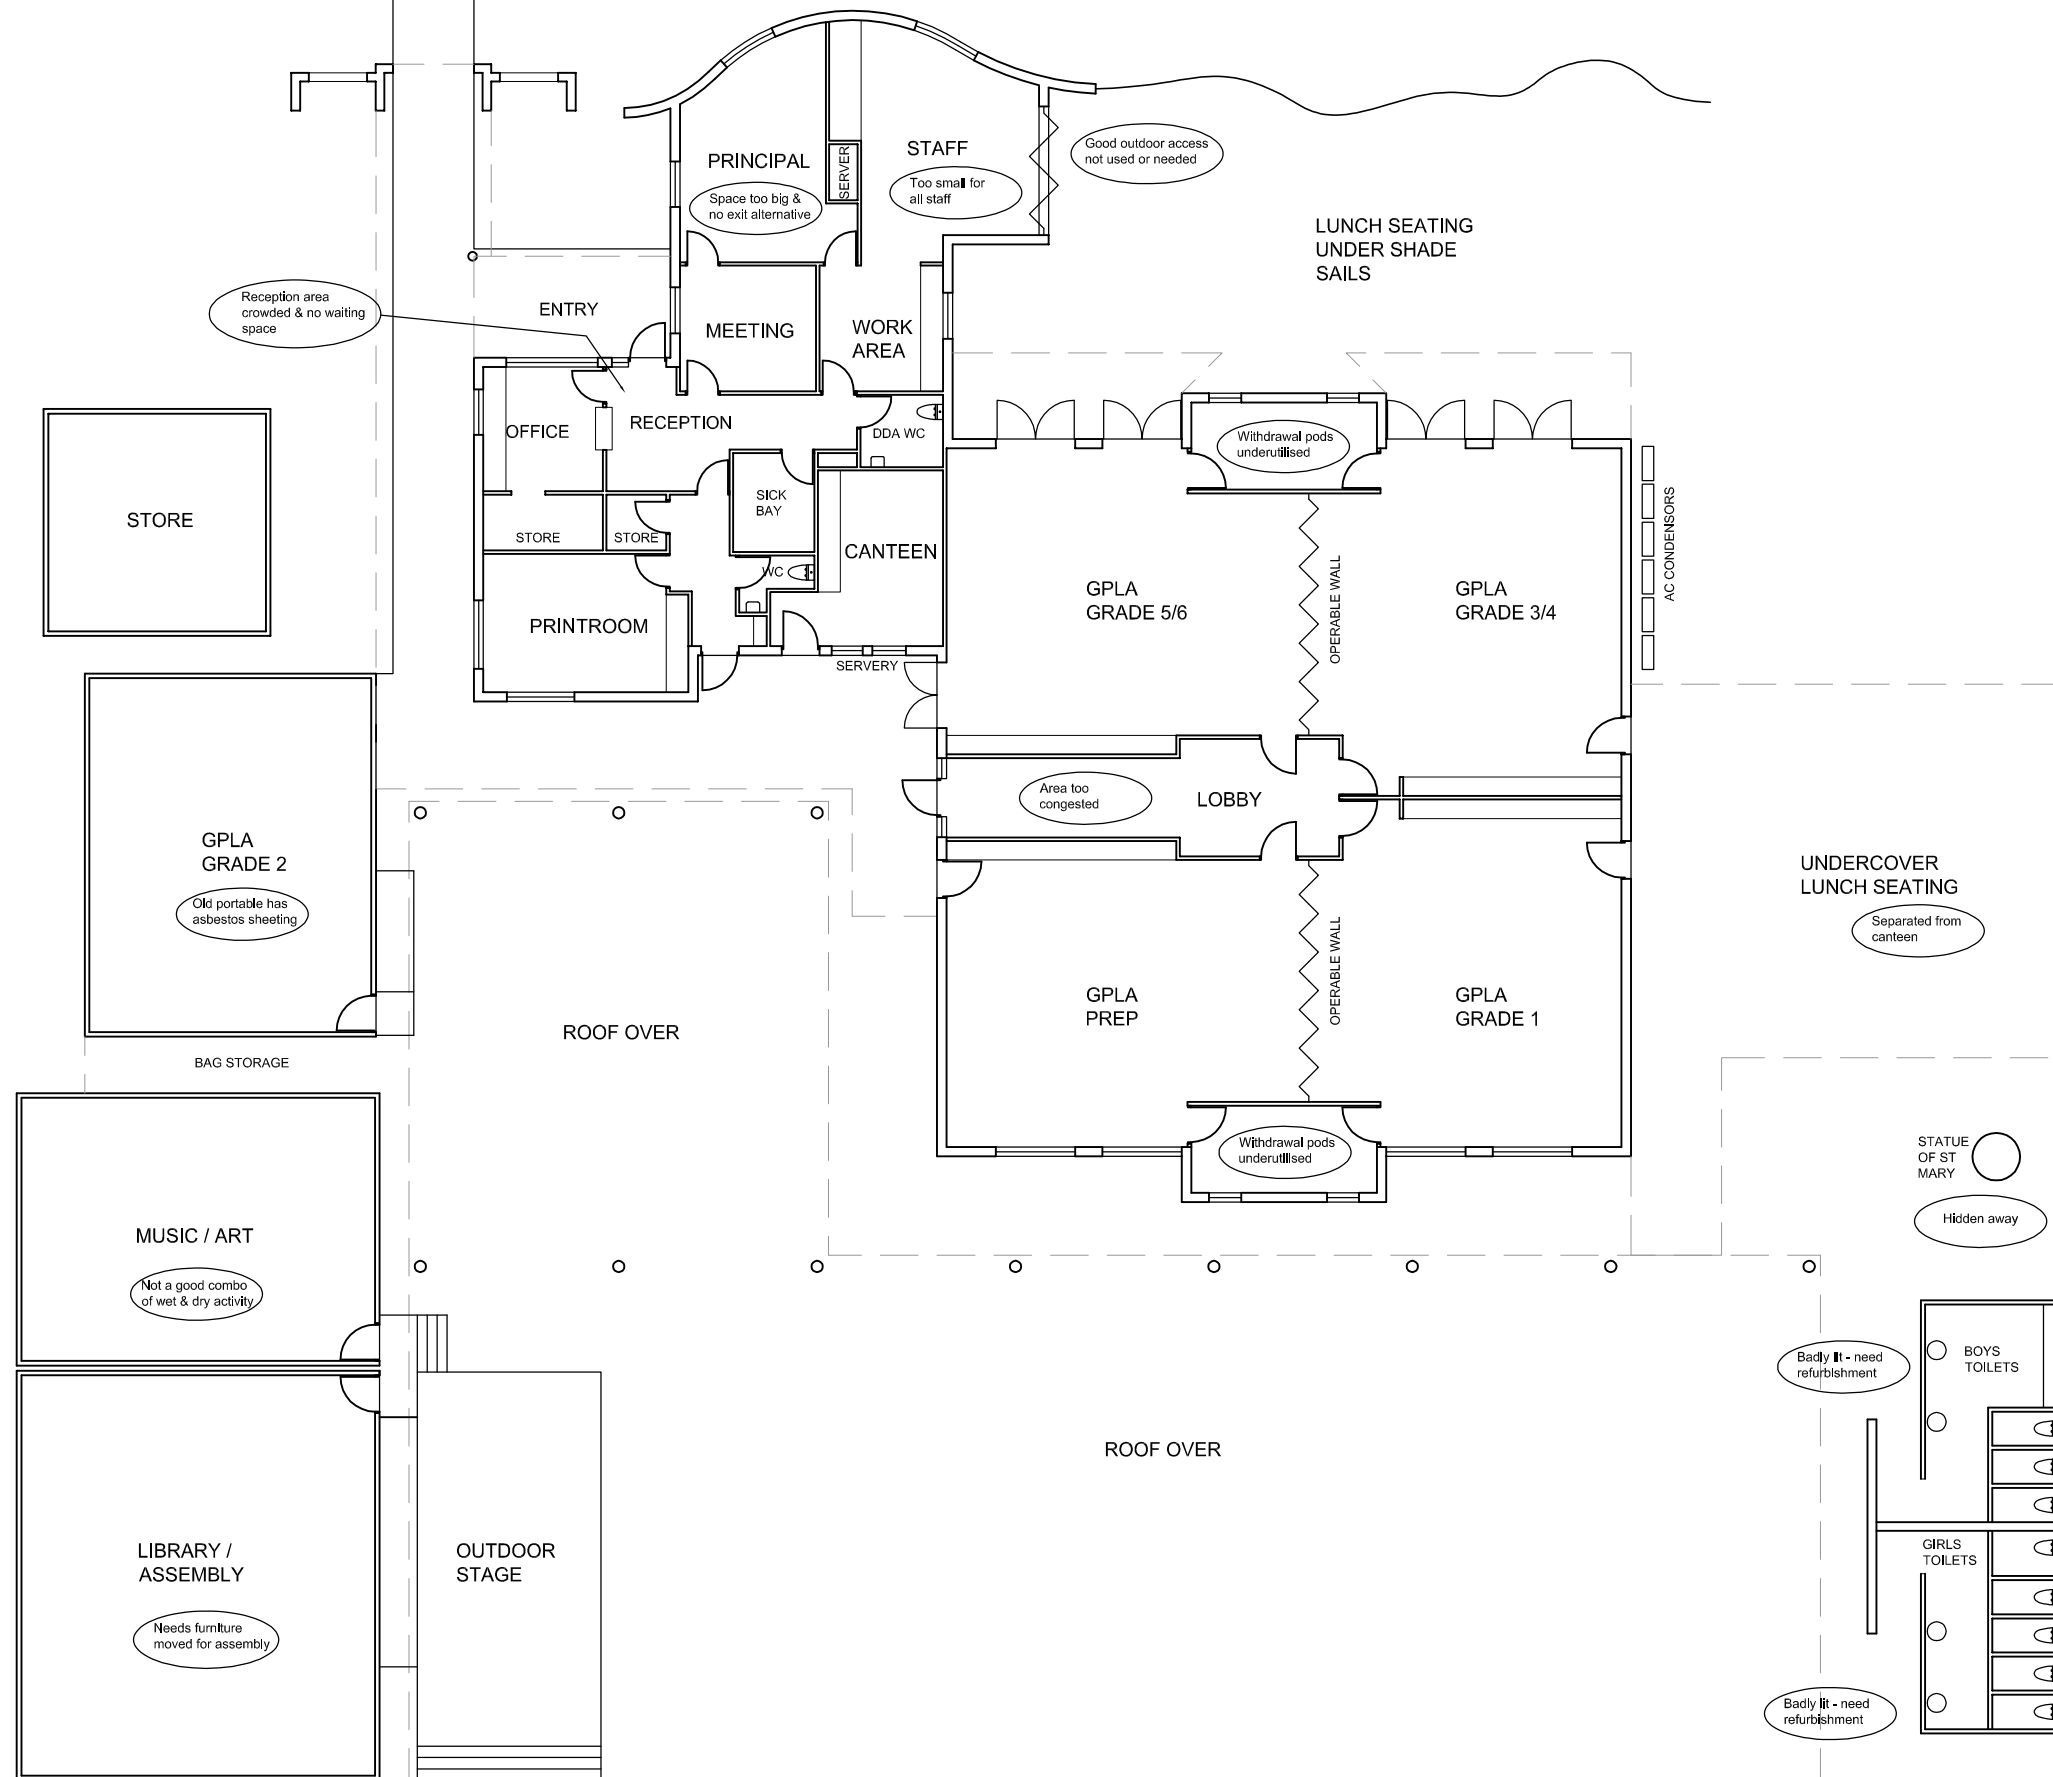 PRINCIPAL
Space too big &
no exit alternative
SERVER
STAFF
Too small for
all staff
Good outdoor access
not used or needed
LUNCH SEATING
UNDER SHADE
SAILS
Reception area
crowded & no waiting
space
ENTRY
MEETING
WORK
AREA
OFFICE
RECEPTION
DDA WC
Withdrawal pods
underutilised
STORE
SICK
BAY
STORE
STORE
CANTEEN
WC
PRINTROOM
SERVERY
GPLA
GRADE 5/6
OPERABLE WALL
GPLA
GRADE 3/4
AC CONDENSORS
Area too
congested
LOBBY
GPLA
GRADE 2
Old portable has
asbestos sheeting
UNDERCOVER
LUNCH SEATING
Separated from
canteen
GPLA
PREP
OPERABLE WALL
GPLA
GRADE 1
ROOF OVER
BAG STORAGE
Withdrawal pods
underutilised
STATUE
OF ST
MARY
Hidden away
MUSIC / ART
Not a good combo
of wet & dry activity
Badly lit - need
refurbishment
BOYS
TOILETS
ROOF OVER
LIBRARY /
ASSEMBLY
Needs furniture
moved for assembly
OUTDOOR
STAGE
GIRLS
TOILETS
Badly lit - need
refurbishment